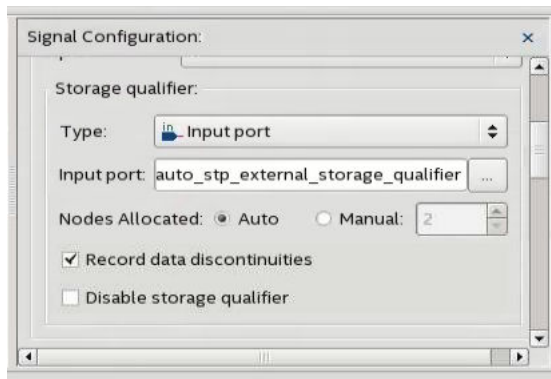 Signal Configuration:
Storage qualifier:
Type: in Input port
Input port: auto_stp_external_storage_qualifier ...
Nodes Allocated: Auto Manual: 2
Record data discontinuities
Disable storage qualifier